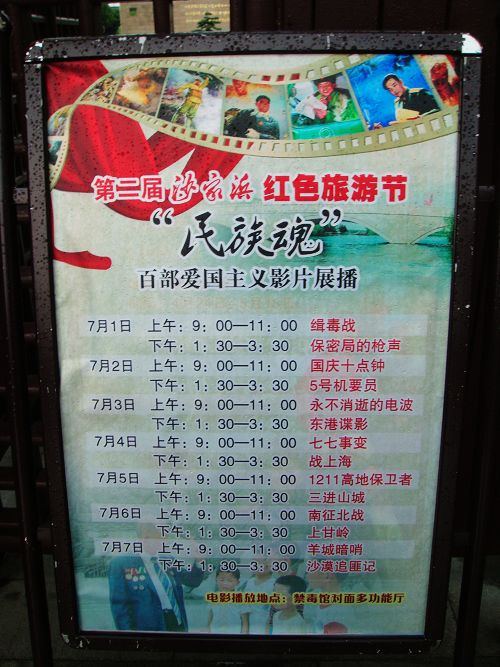 第二届沙家浜红色旅游节
“民族魂”
百部爱国主义影片展播
7月1日 上午：9：00—11：00 缉毒战
下午：1：30—3：30 保密局的枪声
7月2日 上午：9：00—11：00 国庆十点钟
下午：1：30—3：30 5号机要员
7月3日 上午：9：00—11：00 永不消逝的电波
下午：1：30—3：30 东港谍影
7月4日 上午：9：00—11：00 七七事变
下午：1：30—3：30 战上海
7月5日 上午：9：00—11：00 1211高地保卫者
下午：1：30—3：30 三进山城
7月6日 上午：9：00—11：00 南征北战
下午：1：30—3：30 上甘岭
7月7日 上午：9：00—11：00 羊城暗哨
下午：1：30—3：30 沙漠追匪记
电影播放地点：禁毒馆对面多功能厅